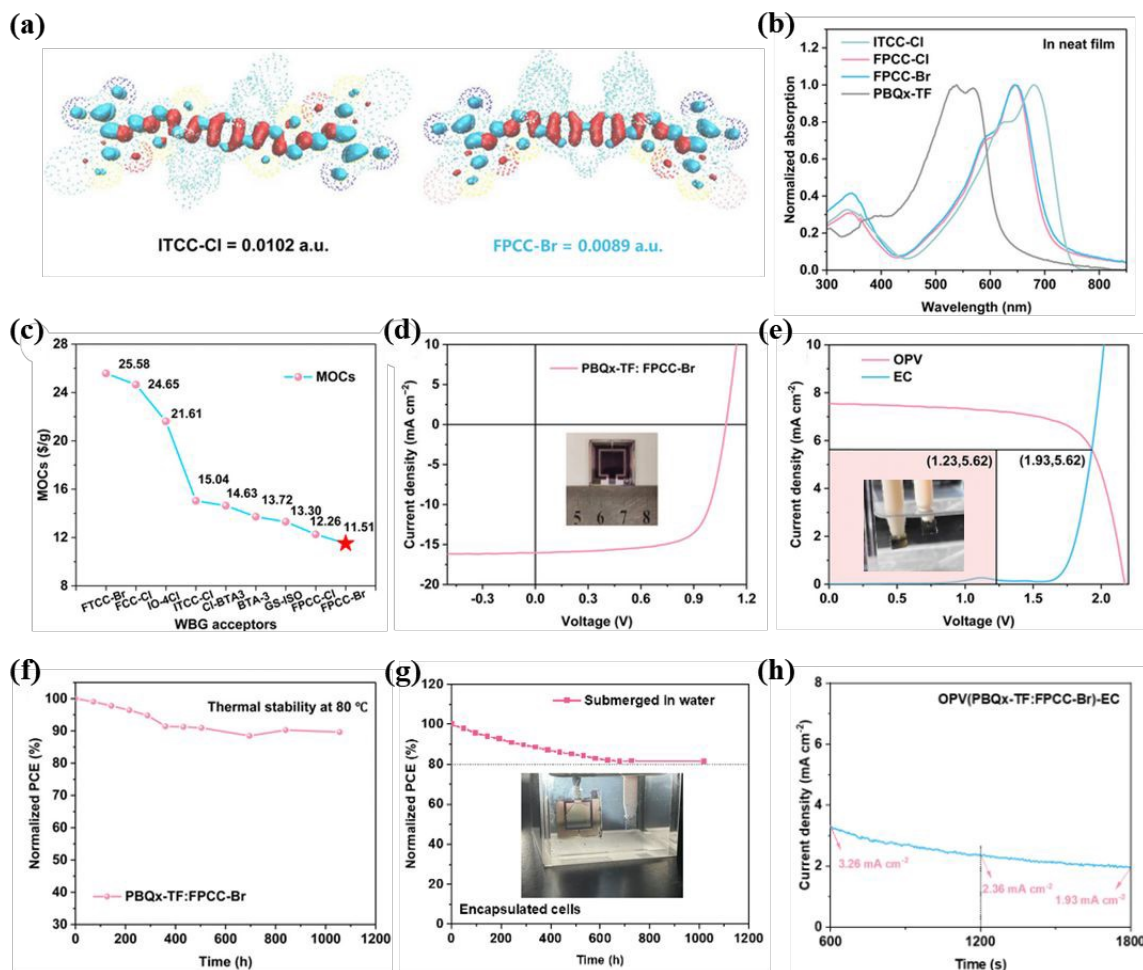 (a)
ITCC-Cl = 0.0102 a.u.
FPCC-Br = 0.0089 a.u.
(b)
ITCC-Cl
FPCC-Cl
FPCC-Br
PBQx-TF
In neat film
Normalized absorption
1.2
1.0
0.8
0.6
0.4
0.2
0.0
300 400 500 600 700 800
Wavelength (nm)
(c)
MOCs ($/g)
28
24
20
16
12
8
MOCs
25.58
24.65
21.61
15.04
14.63
13.72
13.30
12.26
11.51
FTCC-Br
FCC-Cl
IO-4Cl
ITCC-Cl
Cl-BTA3
BTA-3
GS-ISO
FPCC-Cl
FPCC-Br
WBG acceptors
(d)
Current density (mA cm⁻²)
10
5
0
-5
-10
-15
-20
PBQx-TF: FPCC-Br
5 6 7 8
-0.3 0.0 0.3 0.6 0.9 1.2
Voltage (V)
(e)
Current density (mA cm⁻²)
10
8
6
4
2
0
OPV
EC
(1.23,5.62)
(1.93,5.62)
0.0 0.5 1.0 1.5 2.0
Voltage (V)
(f)
Normalized PCE (%)
100
90
80
70
60
50
40
30
Thermal stability at 80 ℃
PBQx-TF:FPCC-Br
0 200 400 600 800 1000 1200
Time (h)
(g)
Normalized PCE (%)
120
100
80
60
40
20
0
Submerged in water
Encapsulated cells
0 200 400 600 800 1000 1200
Time (h)
(h)
Current density (mA cm⁻²)
8
6
4
2
0
OPV(PBQx-TF:FPCC-Br)-EC
3.26 mA cm⁻²
2.36 mA cm⁻²
1.93 mA cm⁻²
600 1200 1800
Time (s)